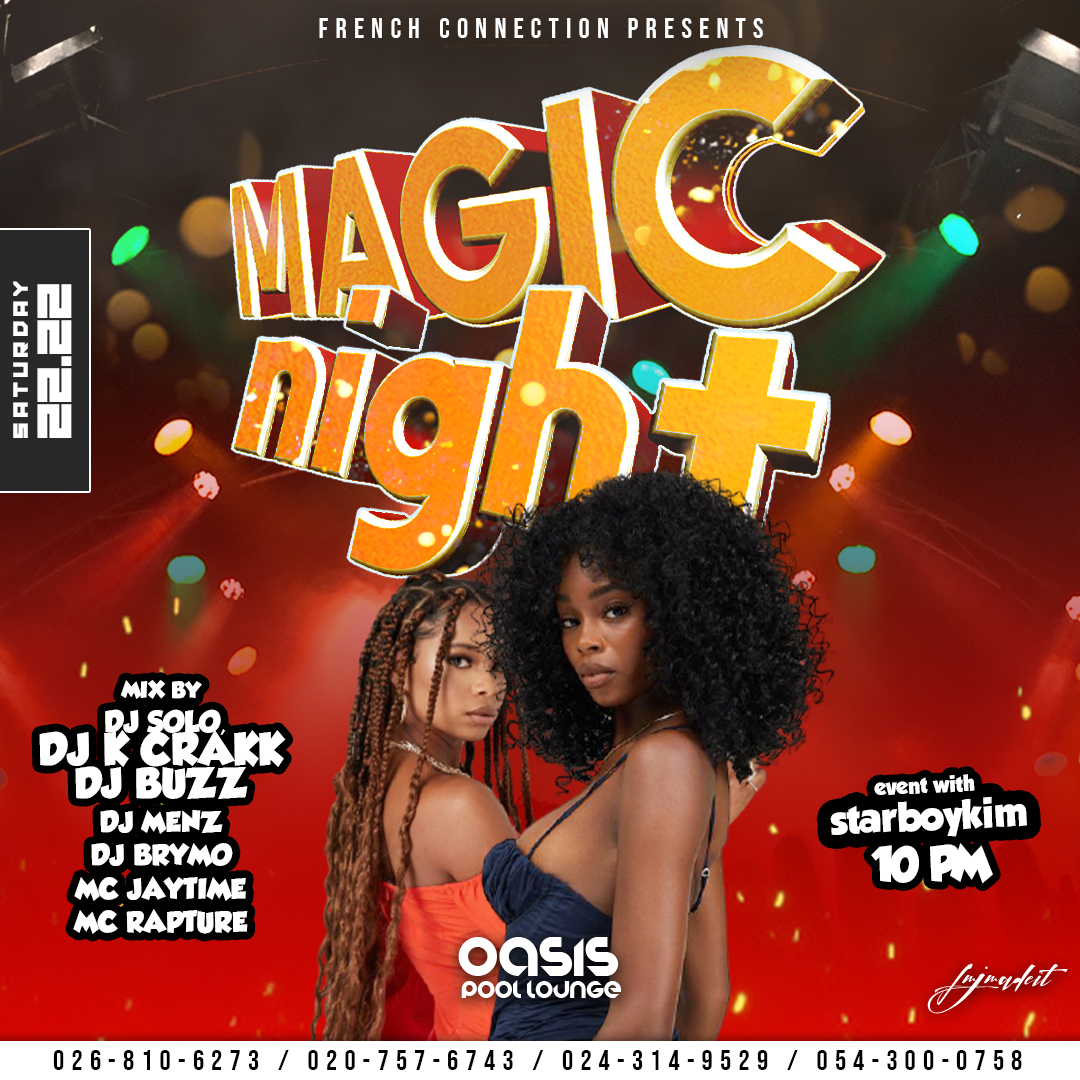 FRENCH CONNECTION PRESENTS
MAGIC
night
SATURDAY
22.22
MIX BY
DJ SOLO
DJ K CRAKK
DJ BUZZ
DJ MENZ
DJ BRYMO
MC JAYTIME
MC RAPTURE
event with
starboykim
10 PM
OASIS
POOL LOUNGE
Lmjmadeit
026-810-6273 / 020-757-6743 / 024-314-9529 / 054-300-0758